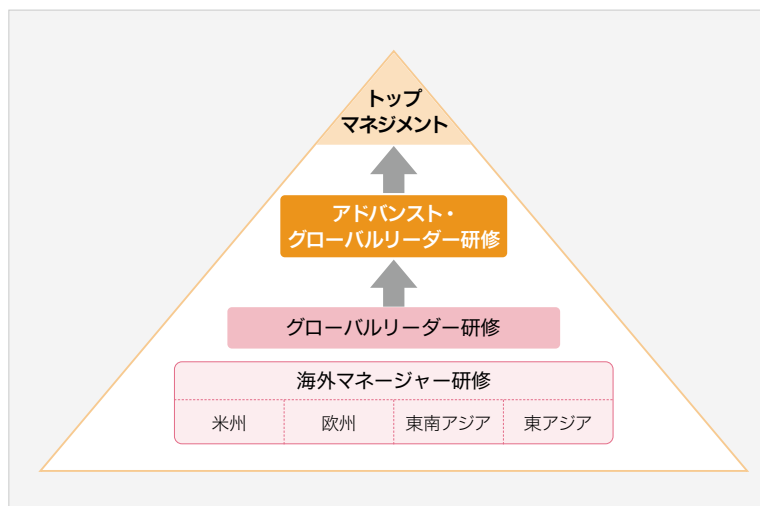 トップ
マネジメント
アドバンスト・
グローバルリーダー研修
グローバルリーダー研修
海外マネージャー研修
米州
欧州
東南アジア
東アジア